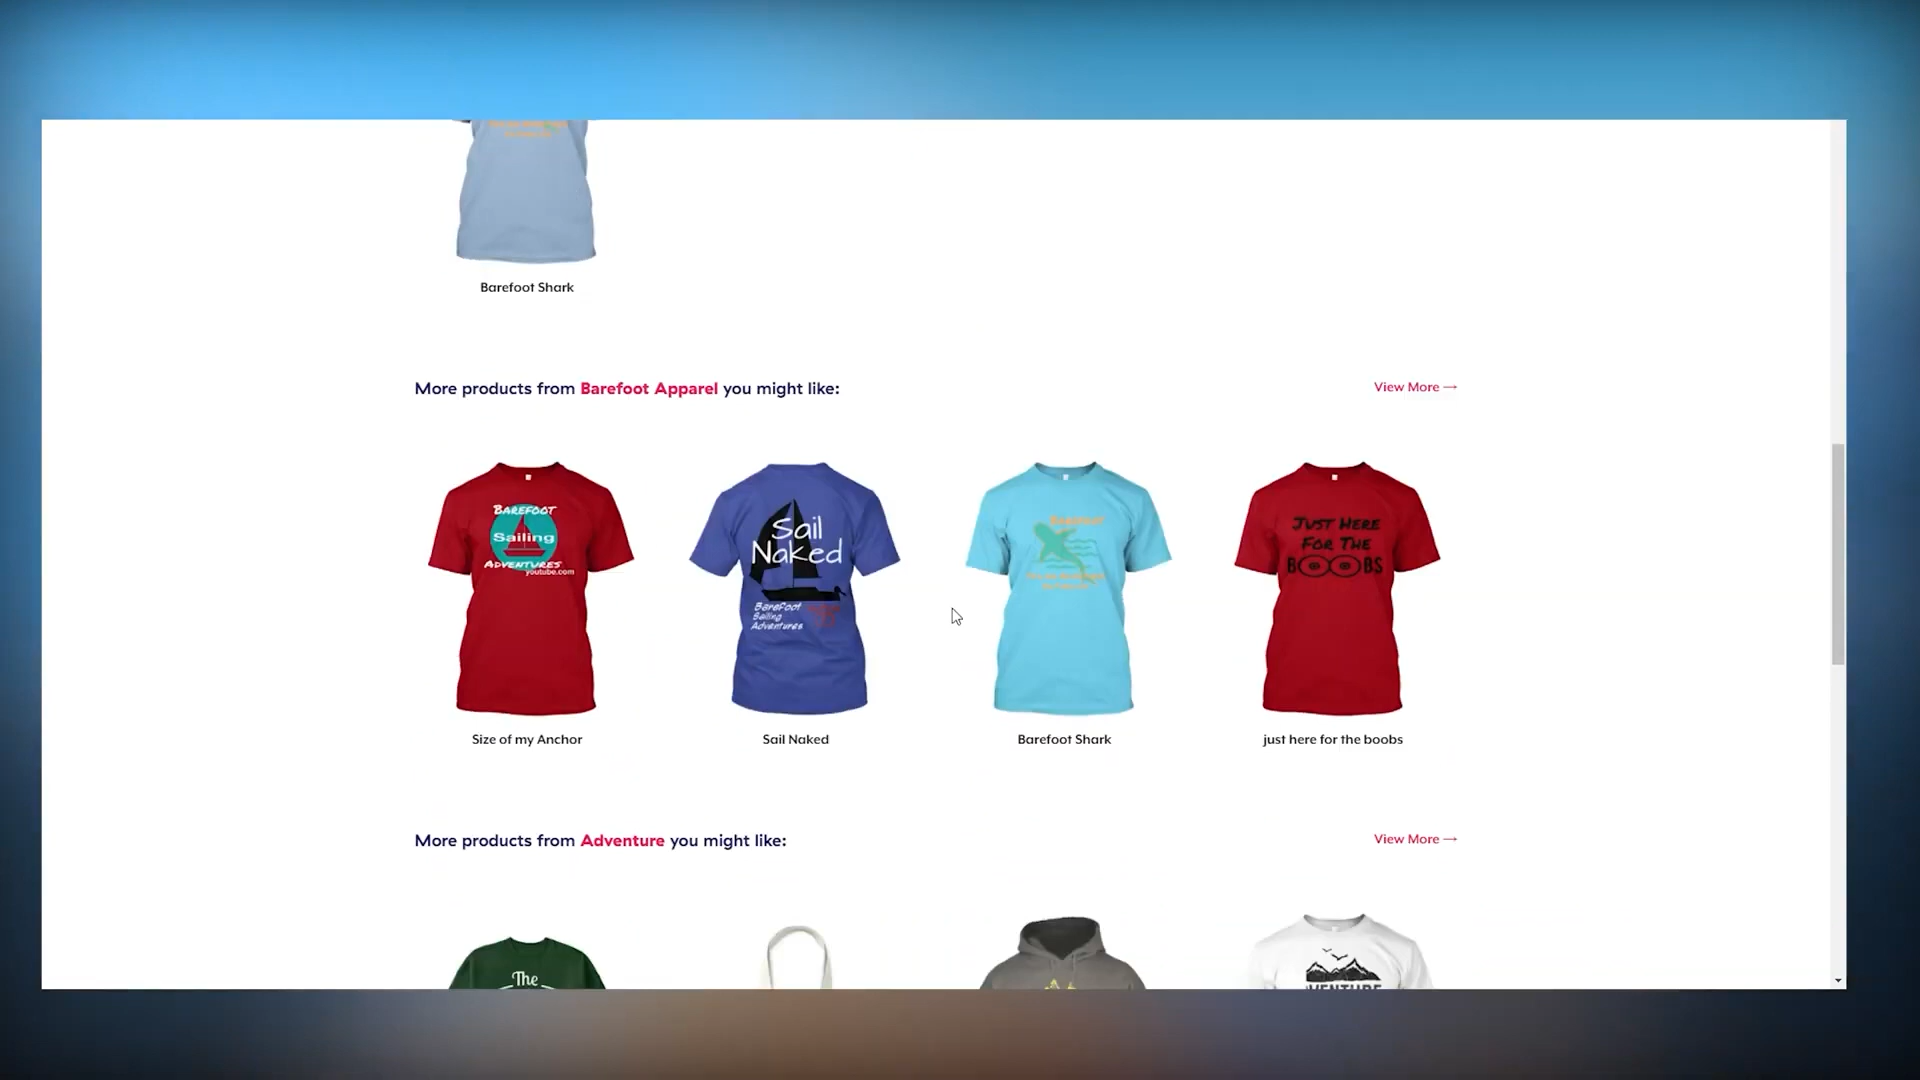 Barefoot Shark
More products from Barefoot Apparel you might like:
View More →
BAREFOOT
Sailing
ADVENTURES
youtube.com
Sail
Naked
Barefoot
Sailing
Adventures
JUST HERE
FOR THE
BOOBS
Size of my Anchor
Sail Naked
Barefoot Shark
just here for the boobs
More products from Adventure you might like:
View More →
The